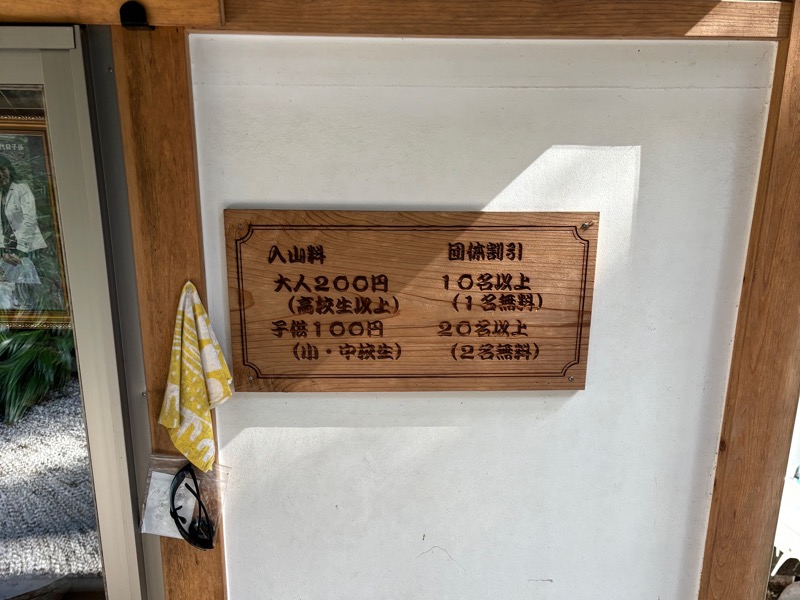 入山料
大人２００円
（高校生以上）
子供１００円
（小・中校生）
団体割引
１０名以上
（１名無料）
２０名以上
（２名無料）